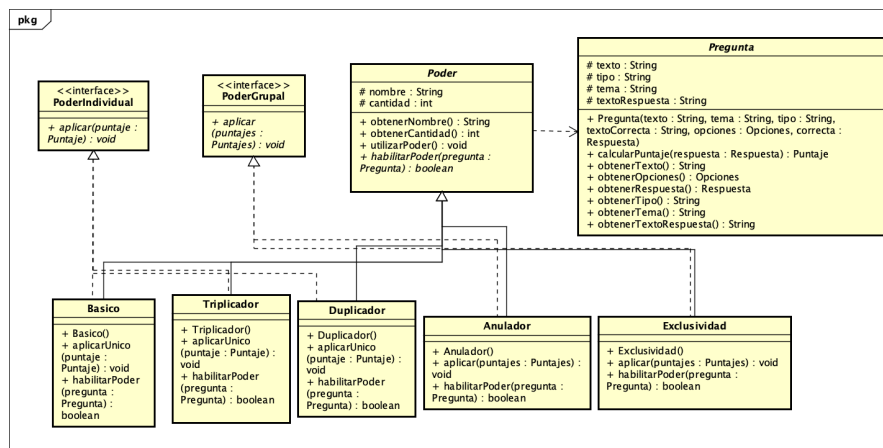 pkg
<<interface>>
PoderIndividual
+ aplicar(puntaje :
Puntaje) : void
<<interface>>
PoderGrupal
+ aplicar
(puntajes :
Puntajes) : void
Poder
# nombre : String
# cantidad : int
+ obtenerNombre() : String
+ obtenerCantidad() : int
+ utilizarPoder() : void
+ habilitarPoder(pregunta :
Pregunta) : boolean
Pregunta
# texto : String
# tipo : String
# tema : String
# textoRespuesta : String
+ Pregunta(texto : String, tema : String, tipo : String,
textoCorrecta : String, opciones : Opciones, correcta :
Respuesta)
+ calcularPuntaje(respuesta : Respuesta) : Puntaje
+ obtenerTexto() : String
+ obtenerOpciones() : Opciones
+ obtenerRespuesta() : Respuesta
+ obtenerTipo() : String
+ obtenerTema() : String
+ obtenerTextoRespuesta() : String
Basico
+ Basico()
+ aplicarUnico
(puntaje :
Puntaje) : void
+ habilitarPoder
(pregunta :
Pregunta) :
boolean
Triplicador
+ Triplicador()
+ aplicarUnico
(puntaje : Puntaje) :
void
+ habilitarPoder
(pregunta :
Pregunta) : boolean
Duplicador
+ Duplicador()
+ aplicarUnico
(puntaje : Puntaje) :
void
+ habilitarPoder
(pregunta :
Pregunta) : boolean
Anulador
+ Anulador()
+ aplicar(puntajes : Puntajes) :
void
+ habilitarPoder(pregunta :
Pregunta) : boolean
Exclusividad
+ Exclusividad()
+ aplicar(puntajes : Puntajes) : void
+ habilitarPoder(pregunta :
Pregunta) : boolean